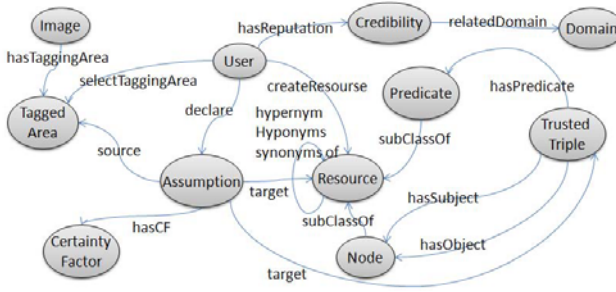 Image
hasReputation
Credibility
relatedDomain
Domain
hasTaggingArea
selectTaggingArea
User
createResourse
Predicate
hasPredicate
Tagged
Area
declare
hypernym
Hyponyms
synonyms of
subClassOf
Trusted
Triple
source
Assumption
target
Resource
hasCF
subClassOf
hasSubject
Certainty
Factor
Node
hasObject
target